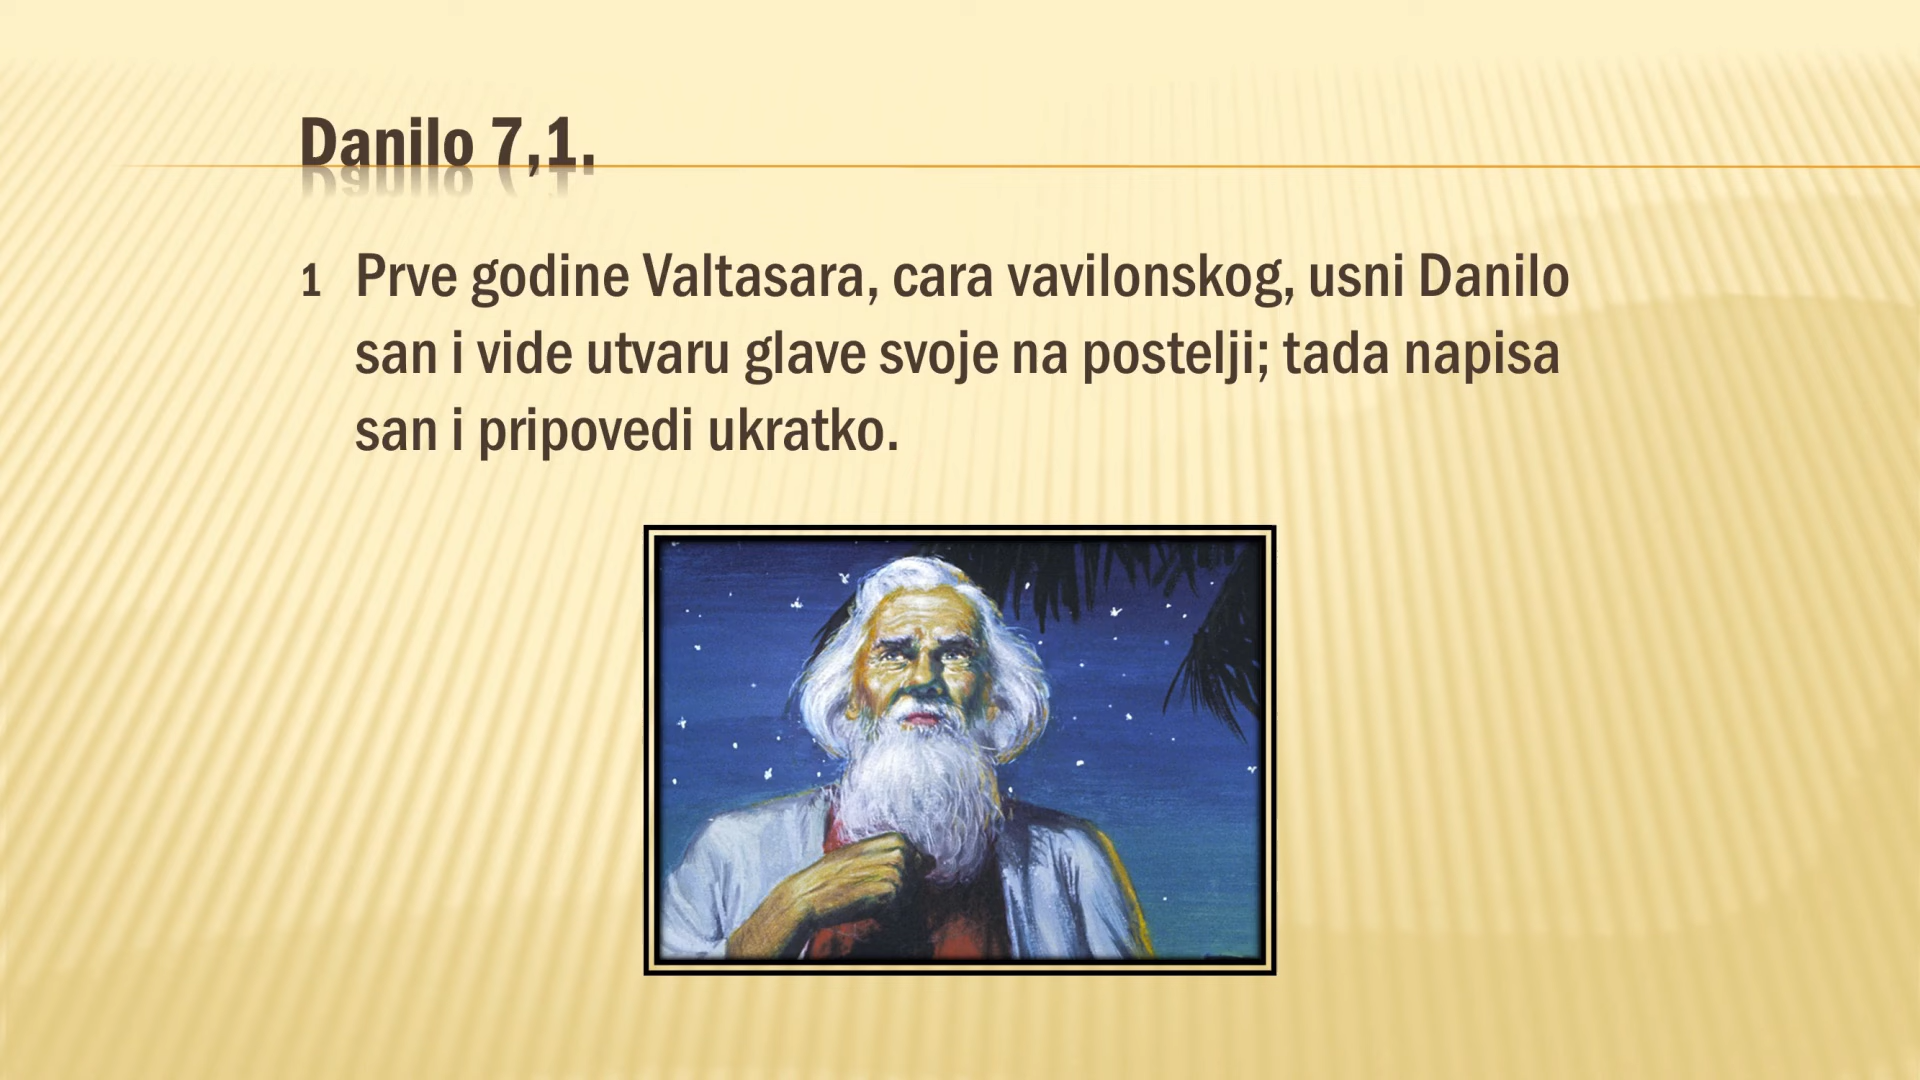 Danilo 7,1.
1 Prve godine Valtasara, cara vavilonskog, usni Danilo
san i vide utvaru glave svoje na postelji; tada napisa
san i pripovedi ukratko.